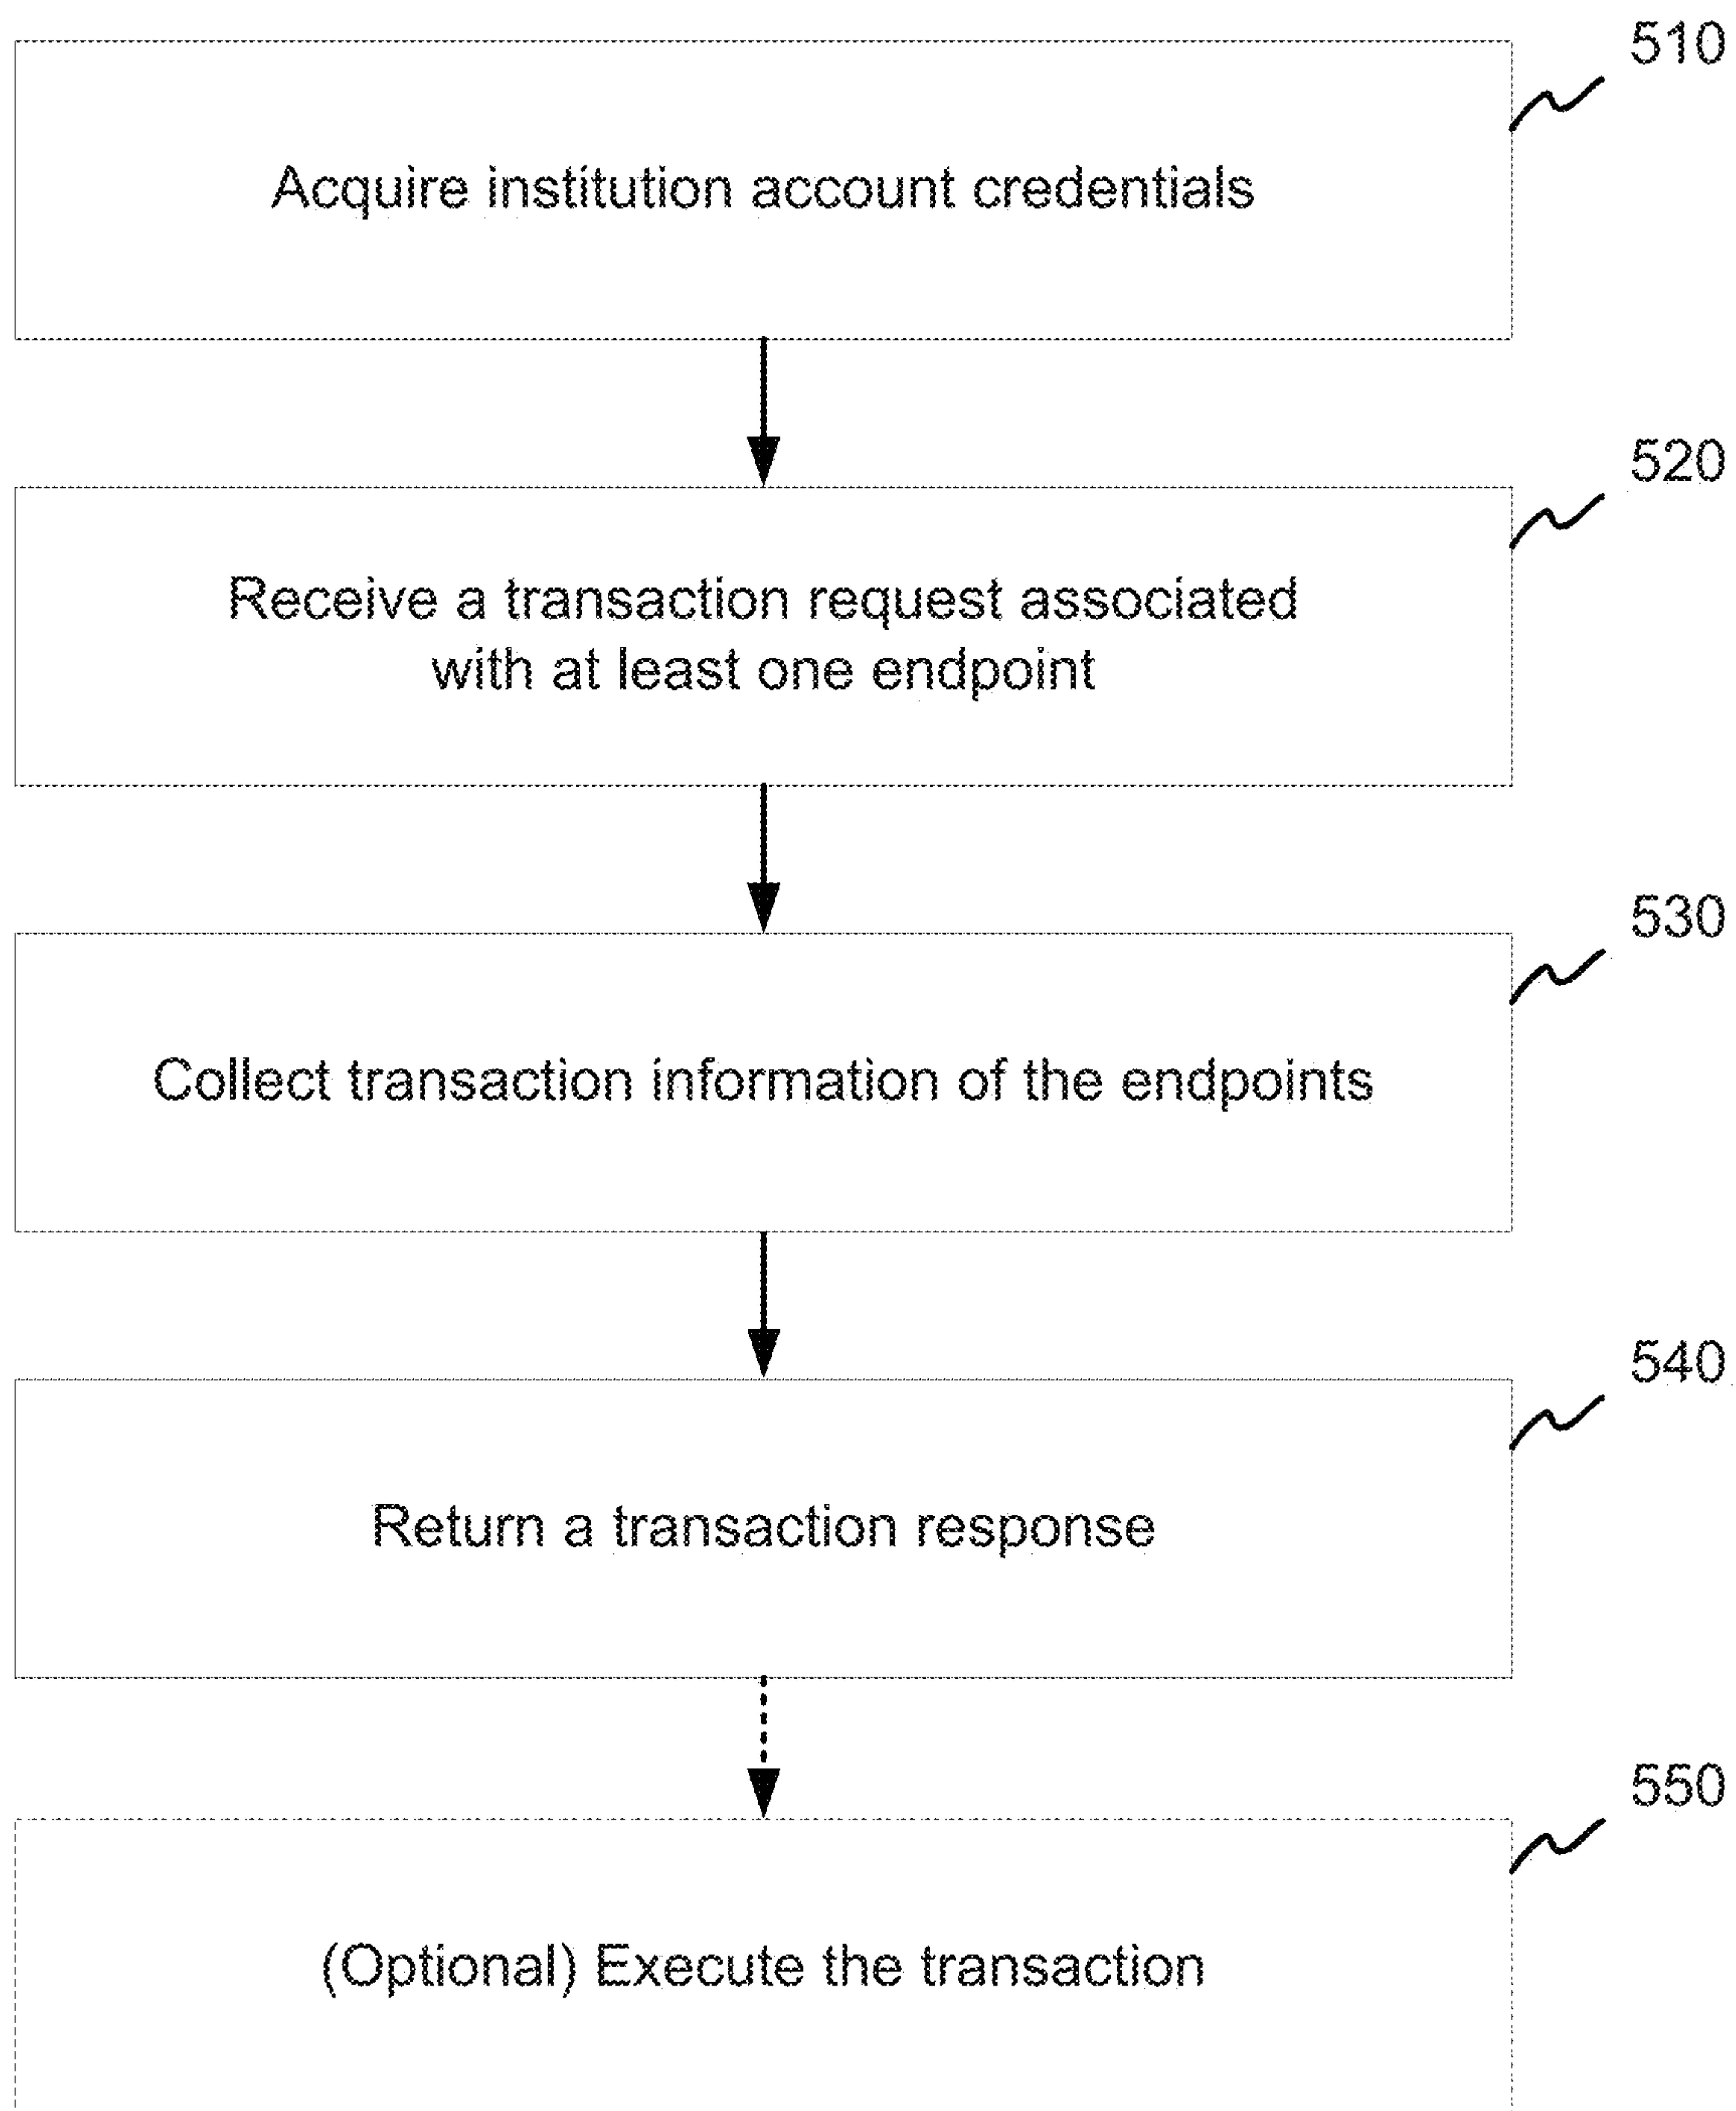 510
Acquire institution account credentials
520
Receive a transaction request associated
with at least one endpoint
530
Collect transaction information of the endpoints
540
Return a transaction response
550
(Optional) Execute the transaction